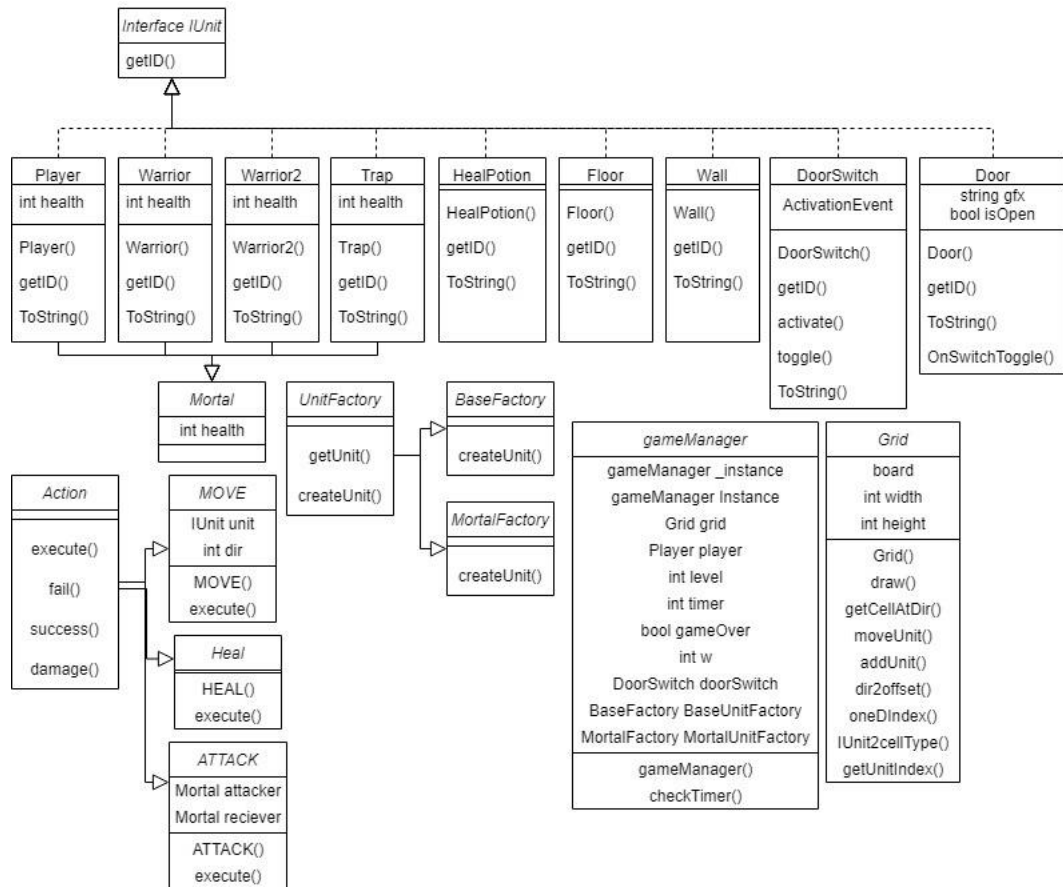 Interface IUnit
getID()
Player
int health
Player()
getID()
ToString()
Warrior
int health
Warrior()
getID()
ToString()
Warrior2
int health
Warrior2()
getID()
ToString()
Trap
int health
Trap()
getID()
ToString()
HealPotion
HealPotion()
getID()
ToString()
Floor
Floor()
getID()
ToString()
Wall
Wall()
getID()
ToString()
DoorSwitch
ActivationEvent
DoorSwitch()
getID()
activate()
toggle()
ToString()
Door
string gfx
bool isOpen
Door()
getID()
ToString()
OnSwitchToggle()
Mortal
int health
UnitFactory
getUnit()
createUnit()
BaseFactory
createUnit()
MortalFactory
createUnit()
Action
execute()
fail()
success()
damage()
MOVE
IUnit unit
int dir
MOVE()
execute()
Heal
HEAL()
execute()
ATTACK
Mortal attacker
Mortal reciever
ATTACK()
execute()
gameManager
gameManager _instance
gameManager Instance
Grid grid
Player player
int level
int timer
bool gameOver
int w
DoorSwitch doorSwitch
BaseFactory BaseUnitFactory
MortalFactory MortalUnitFactory
gameManager()
checkTimer()
Grid
board
int width
int height
Grid()
draw()
getCellAtDir()
moveUnit()
addUnit()
dir2offset()
oneDIndex()
IUnit2cellType()
getUnitIndex()